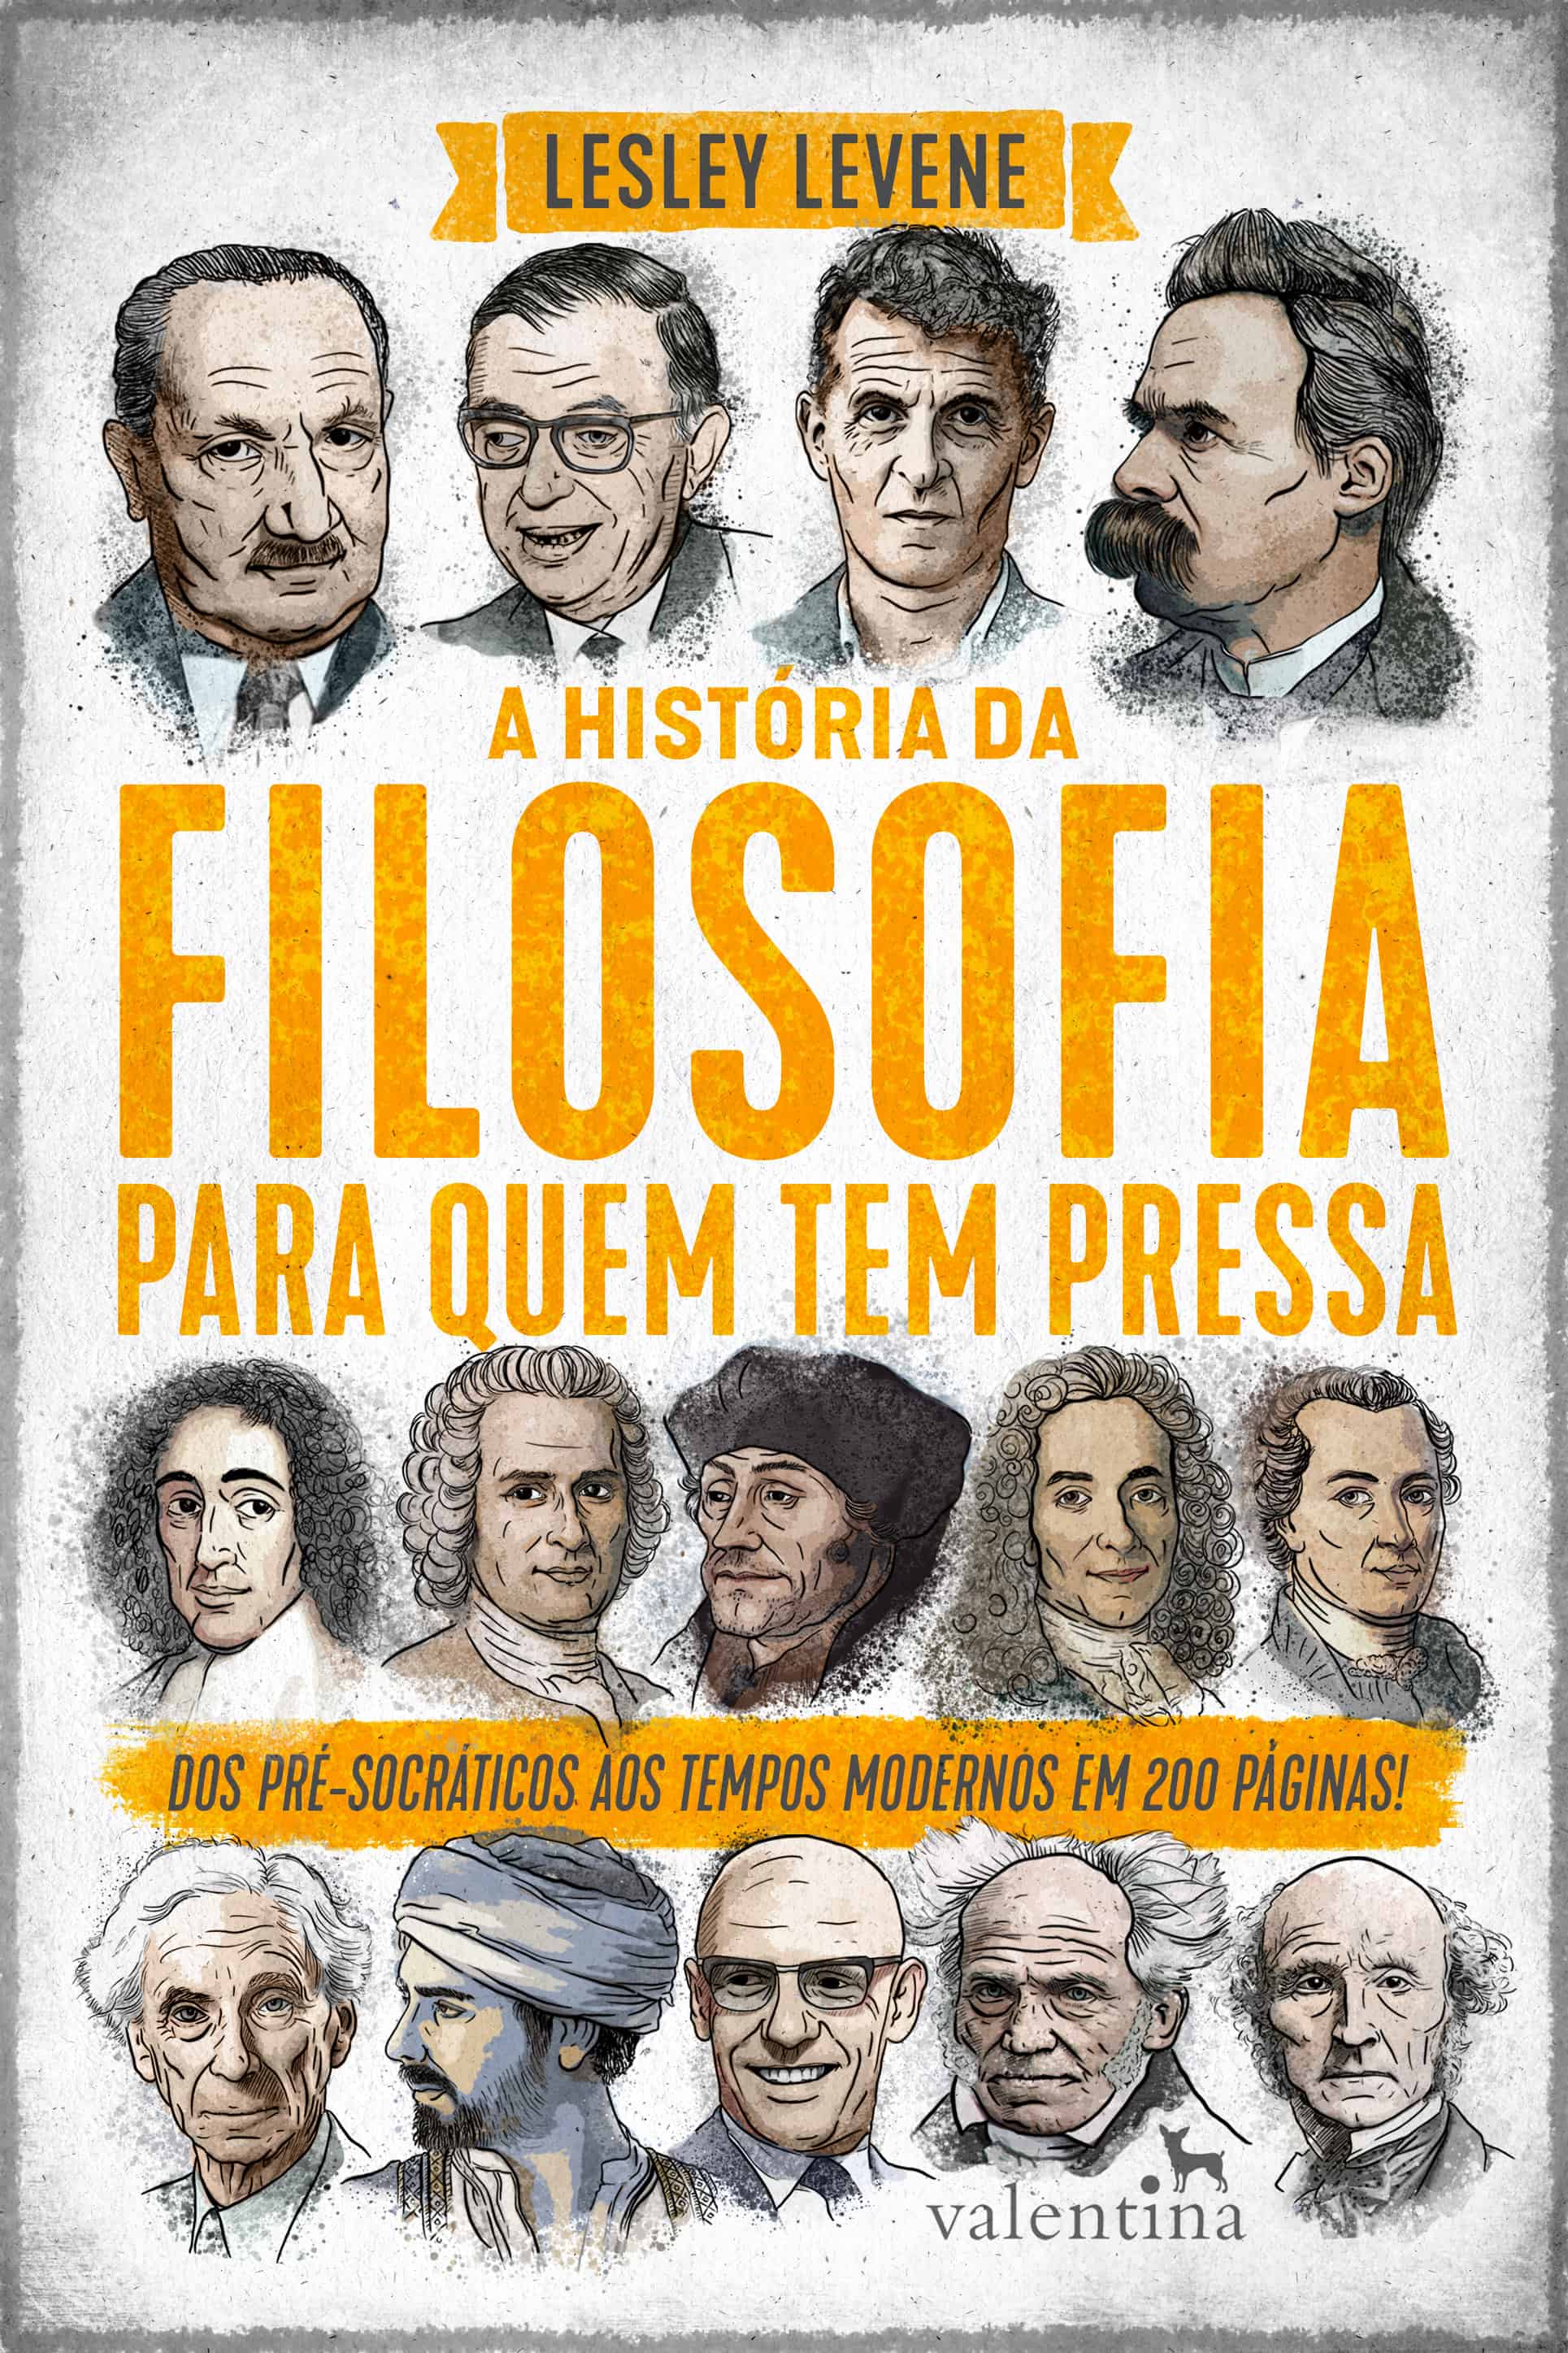 LESLEY LEVENE
A HISTÓRIA DA
FILOSOFIA
PARA QUEM TEM PRESSA
DOS PRÉ-SOCRÁTICOS AOS TEMPOS MODERNOS EM 200 PÁGINAS!
valentina